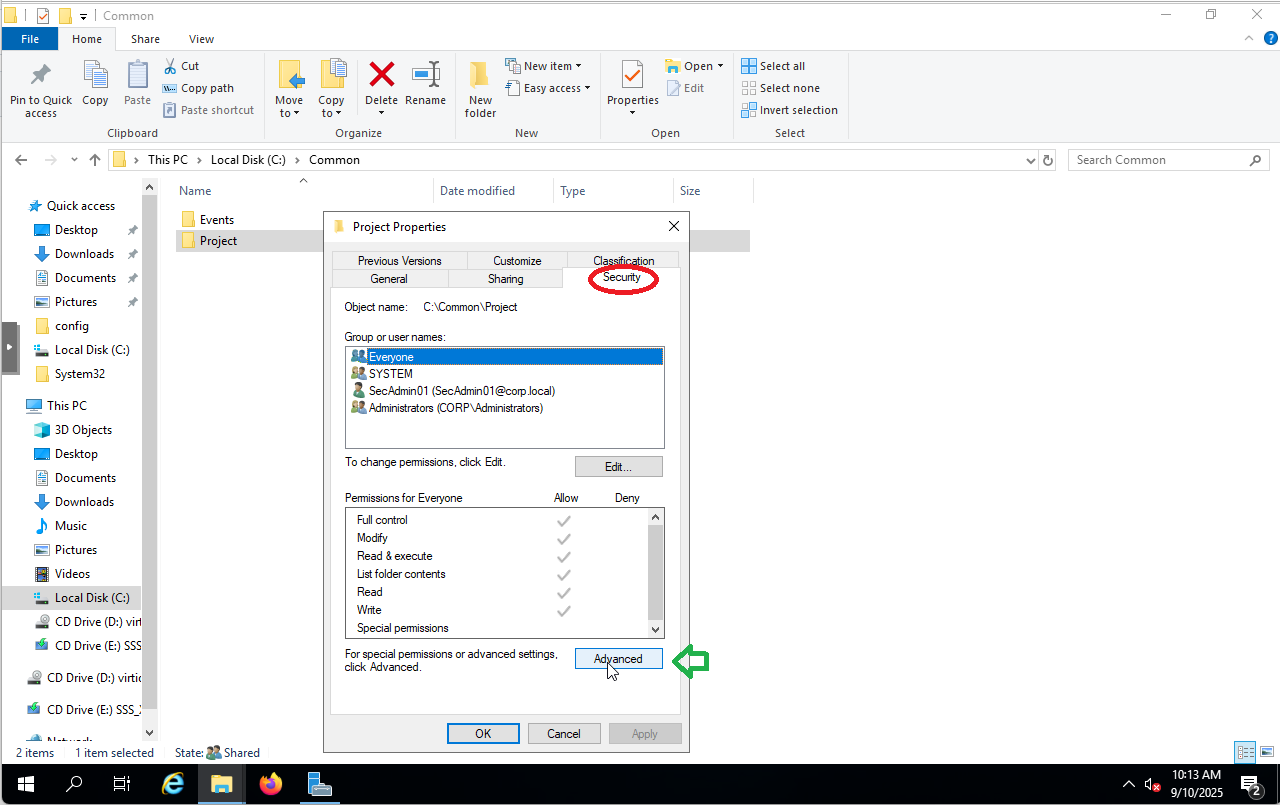 Common
File Home Share View
Pin to Quick access
Copy
Paste
Cut
Copy path
Paste shortcut
Clipboard
Move to
Copy to
Delete
Rename
Organize
New folder
New item
Easy access
New
Properties
Open
Edit
Open
Select all
Select none
Invert selection
Select
This PC > Local Disk (C:) > Common
Search Common
Name Date modified Type Size
Quick access
Desktop
Downloads
Documents
Pictures
config
Local Disk (C:)
System32
This PC
3D Objects
Desktop
Documents
Downloads
Music
Pictures
Videos
Local Disk (C:)
CD Drive (D:) virti
CD Drive (E:) SSS_
CD Drive (D:) virtic
CD Drive (E:) SSS_
Network
Events
Project
Project Properties
Previous Versions Customize Classification
General Sharing Security
Object name: C:\Common\Project
Group or user names:
Everyone
SYSTEM
SecAdmin01 (SecAdmin01@corp.local)
Administrators (CORP\Administrators)
To change permissions, click Edit.
Edit...
Permissions for Everyone Allow Deny
Full control
Modify
Read & execute
List folder contents
Read
Write
Special permissions
For special permissions or advanced settings,
click Advanced.
Advanced
OK Cancel Apply
2 items 1 item selected State: Shared
10:13 AM
9/10/2025
2